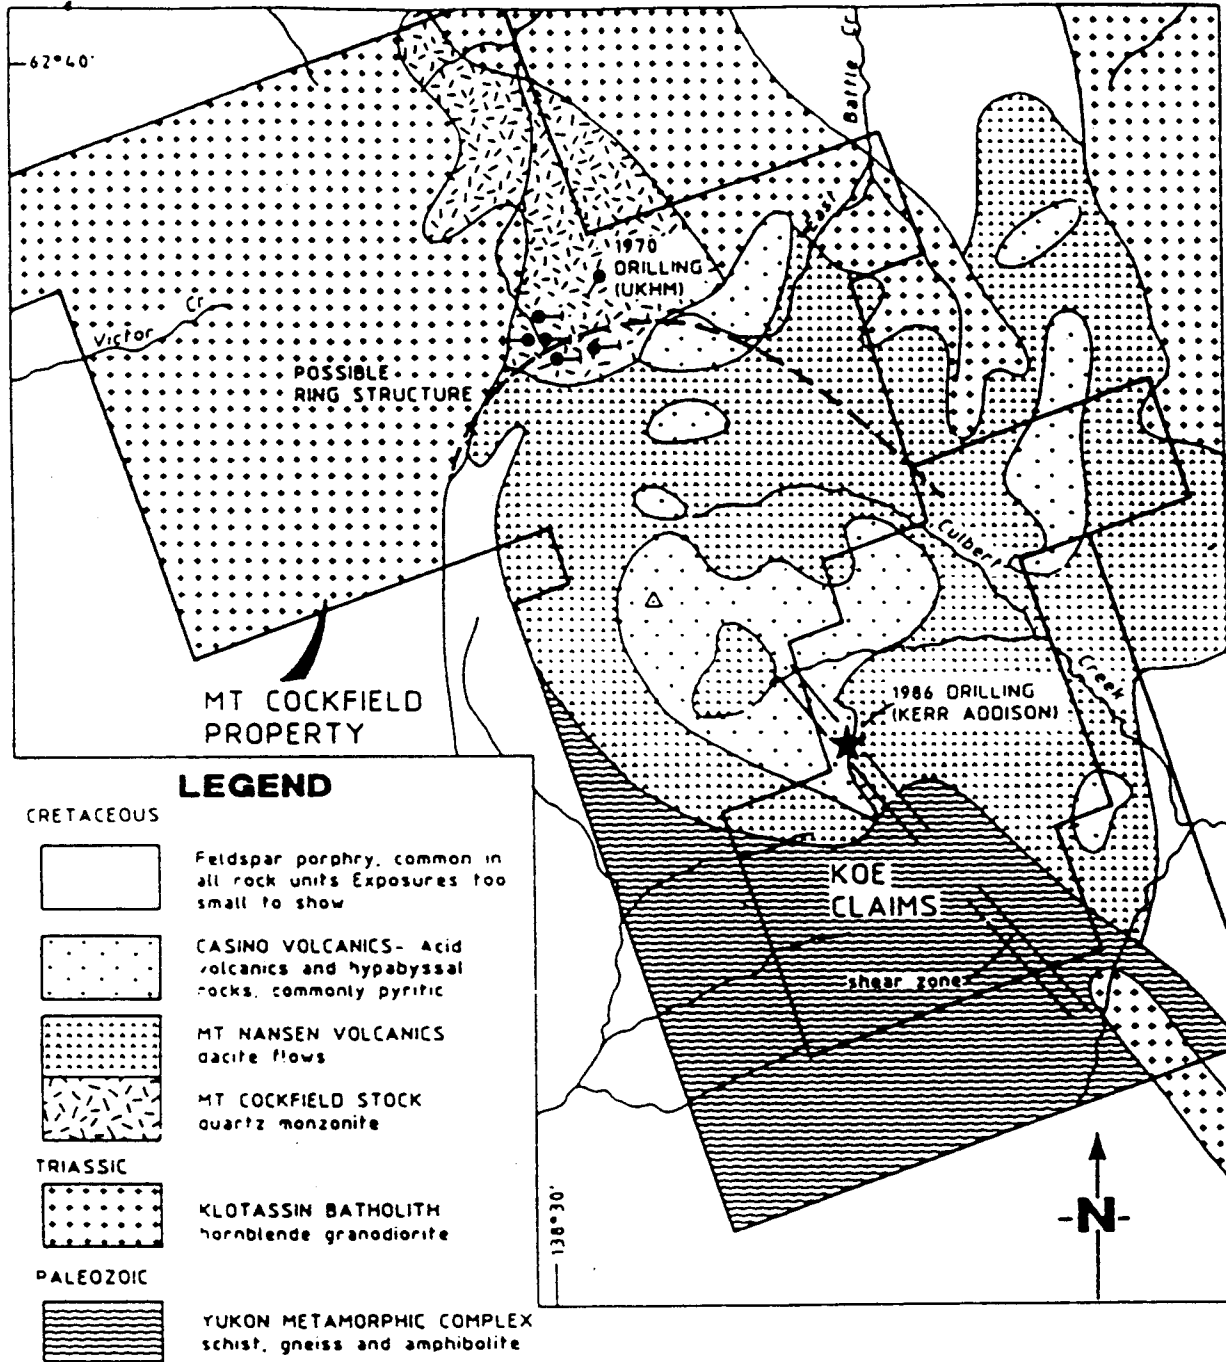 62°40'
Battle Cr
East
1970
DRILLING
(UKHM)
Victor Cr
POSSIBLE
RING STRUCTURE
Culbert
Creek
1986 DRILLING
(KERR ADDISON)
MT COCKFIELD
PROPERTY
KOE
CLAIMS
shear zone
138°30'
N
LEGEND
CRETACEOUS
Feldspar porphry, common in
all rock units Exposures too
small to show
CASINO VOLCANICS- Acid
volcanics and hypabyssal
rocks, commonly pyritic
MT NANSEN VOLCANICS
dacite flows
MT COCKFIELD STOCK
quartz monzonite
TRIASSIC
KLOTASSIN BATHOLITH
hornblende granodiorite
PALEOZOIC
YUKON METAMORPHIC COMPLEX
schist, gneiss and amphibolite